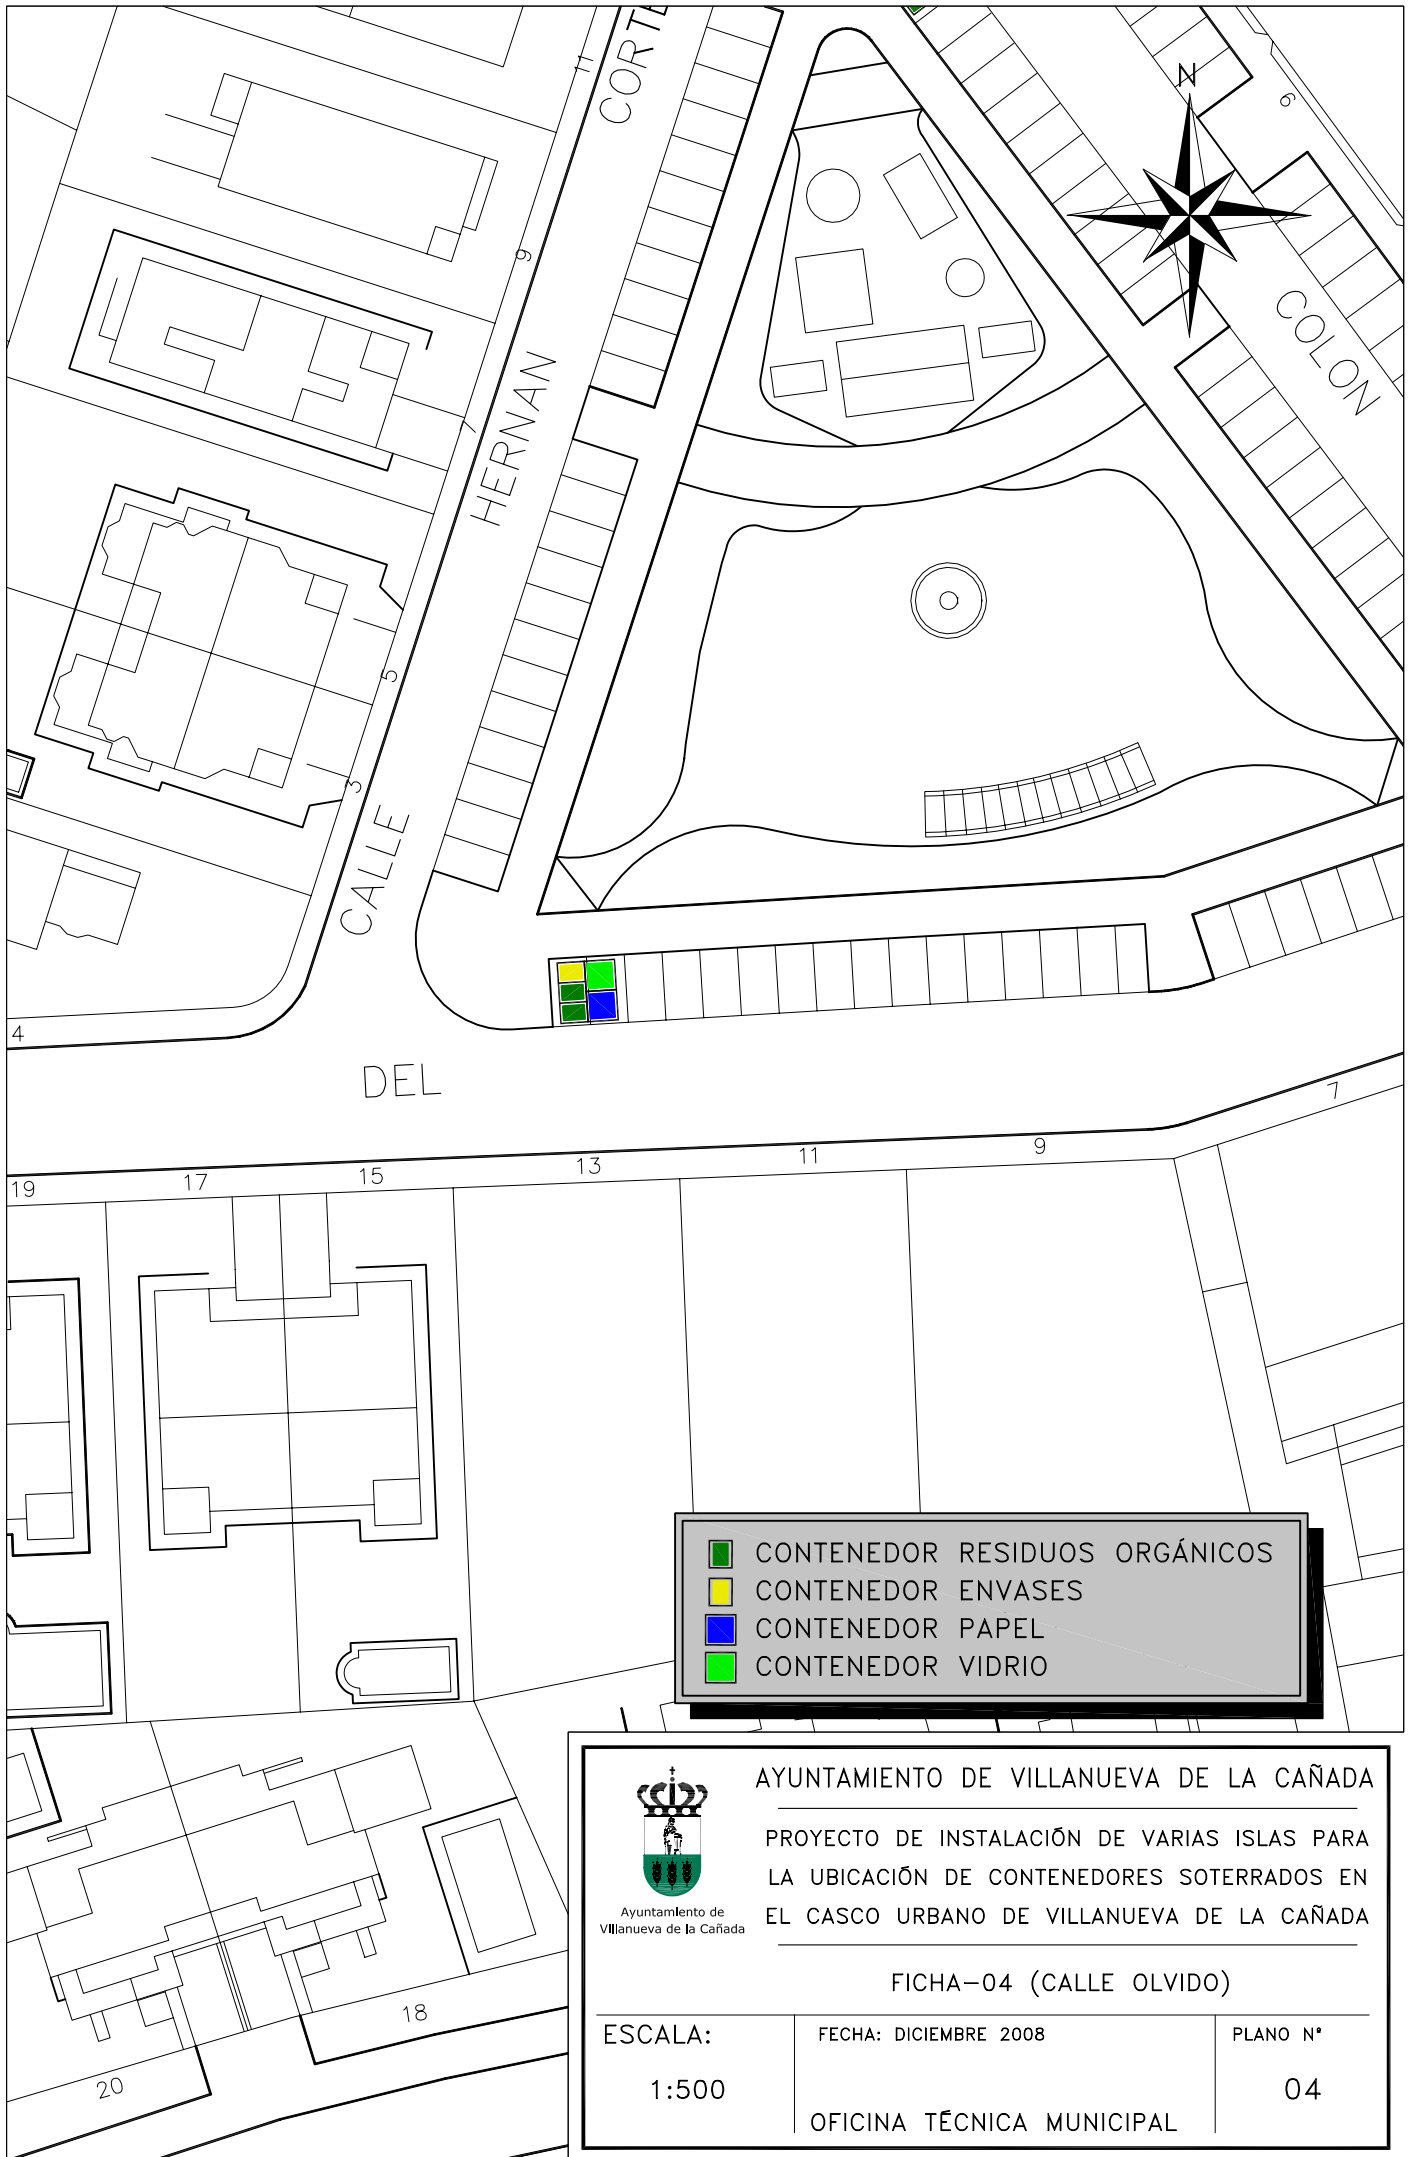 CORTE
N
11
6
9
COLON
HERNAN
7
5
3
CALLE
4
DEL
7
9
11
13
15
17
19
CONTENEDOR RESIDUOS ORGÁNICOS
CONTENEDOR ENVASES
CONTENEDOR PAPEL
CONTENEDOR VIDRIO
AYUNTAMIENTO DE VILLANUEVA DE LA CAÑADA
PROYECTO DE INSTALACIÓN DE VARIAS ISLAS PARA
LA UBICACIÓN DE CONTENEDORES SOTERRADOS EN
EL CASCO URBANO DE VILLANUEVA DE LA CAÑADA
Ayuntamiento de
Villanueva de la Cañada
FICHA-04 (CALLE OLVIDO)
18
20
ESCALA:
1:500
FECHA: DICIEMBRE 2008
OFICINA TÉCNICA MUNICIPAL
PLANO Nº
04